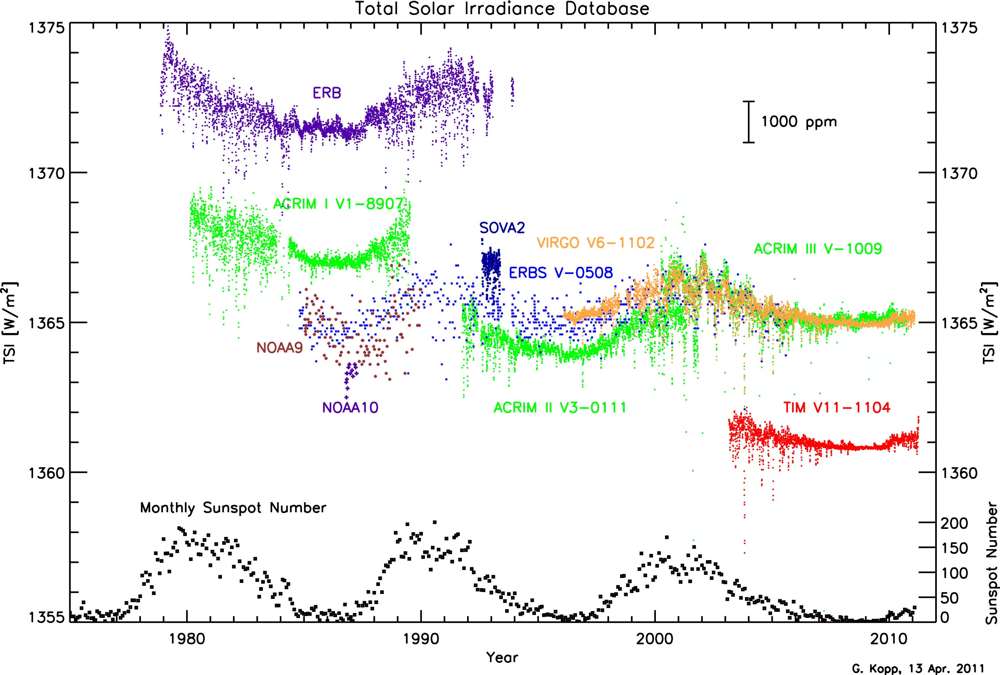 Total Solar Irradiance Database
1375
1370
1365
1360
1355
TSI [W/m²]
ERB
1000 ppm
ACRIM I V1-8907
SOVA2
VIRGO V6-1102
ACRIM III V-1009
ERBS V-0508
NOAA9
NOAA10
ACRIM II V3-0111
TIM V11-1104
Monthly Sunspot Number
1375
1370
1365
1360
TSI [W/m²]
200
150
100
50
0
Sunspot Number
1980
1990
2000
2010
Year
G. Kopp, 13 Apr. 2011